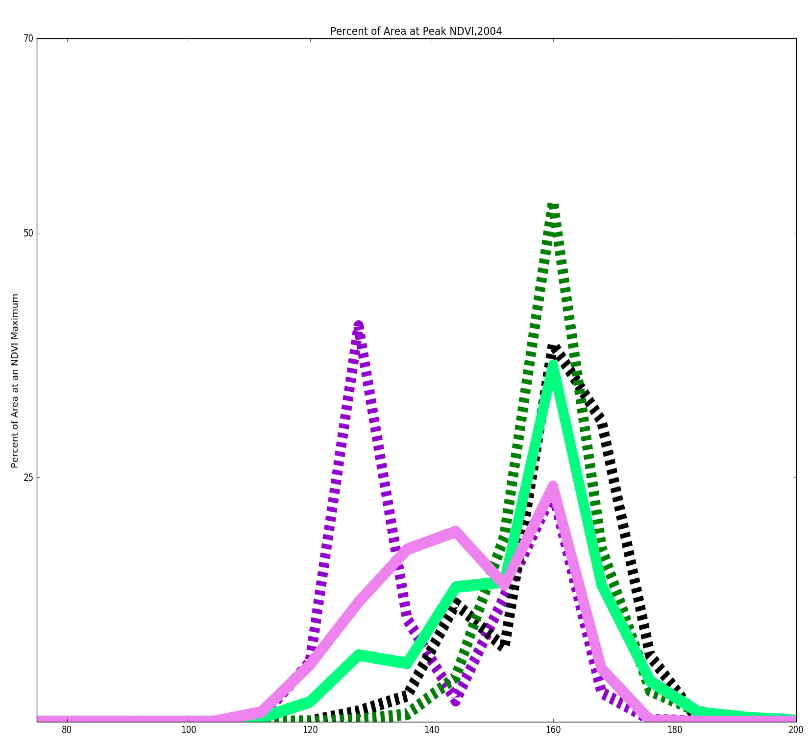 Percent of Area at Peak NDVI,2004
70
50
25
Percent of Area at an NDVI Maximum
80 100 120 140 160 180 200